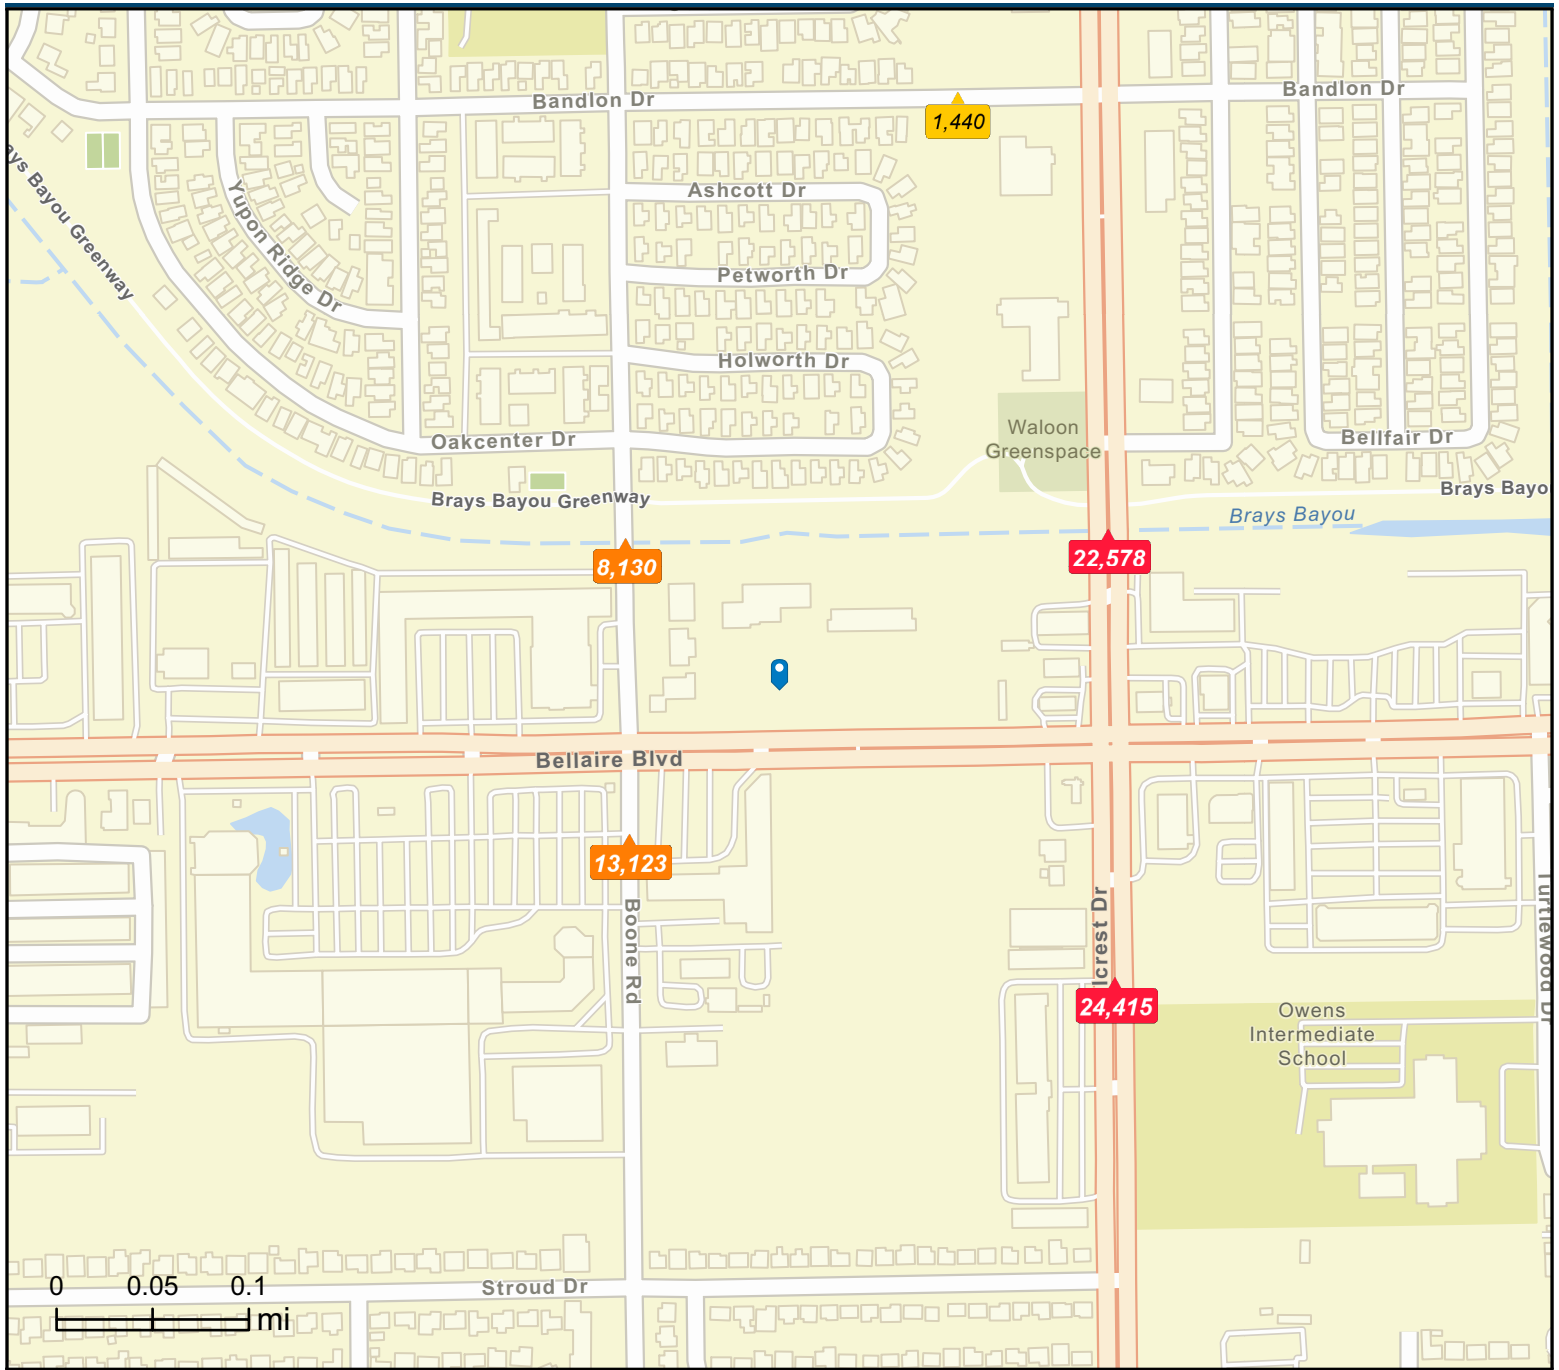 Bandlon Dr
Bandlon Dr
1,440
ays Bayou Greenway
Yupon Ridge Dr
Ashcott Dr
Petworth Dr
Holworth Dr
Oakcenter Dr
Waloon
Greenspace
Bellfair Dr
Brays Bayou Greenway
Brays Bayo
Brays Bayou
8,130
22,578
Bellaire Blvd
13,123
Boone Rd
lcrest Dr
Turtlewood Dr
24,415
Owens
Intermediate
School
Stroud Dr
0 0.05 0.1
mi